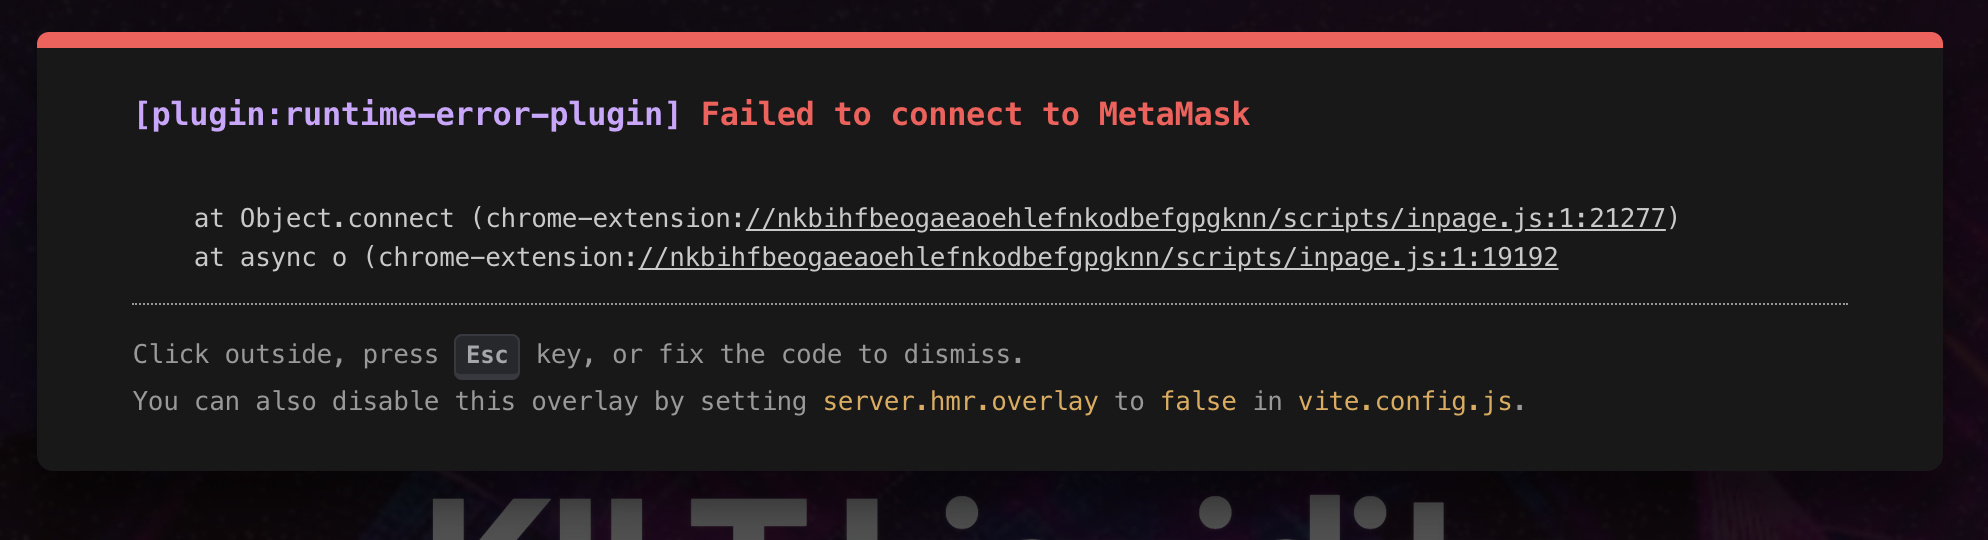 [plugin:runtime-error-plugin] Failed to connect to MetaMask
at Object.connect (chrome-extension://nkbihfbeogaeaoehlefnkodbefgpgknn/scripts/inpage.js:1:21277)
at async o (chrome-extension://nkbihfbeogaeaoehlefnkodbefgpgknn/scripts/inpage.js:1:19192
Click outside, press Esc key, or fix the code to dismiss.
You can also disable this overlay by setting server.hmr.overlay to false in vite.config.js.